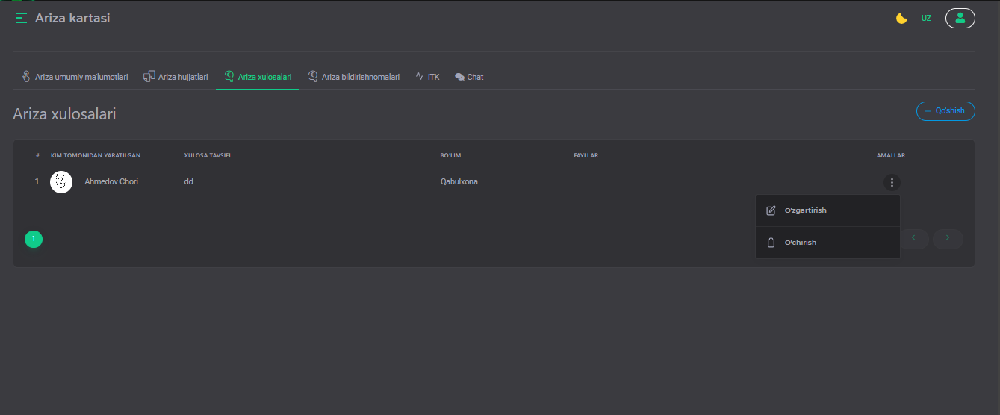 Ariza kartasi
UZ
Ariza umumiy ma'lumotlari Ariza hujjatlari Ariza xulosalari Ariza bildirishnomalari ITK Chat
Ariza xulosalari
+ Qo'shish
# KIM TOMONIDAN YARATILGAN XULOSA TAVSIFI BO'LIM FAYLLAR AMALLAR
1 Ahmedov Chori dd Qabulxona
O'zgartirish
1
O'chirish